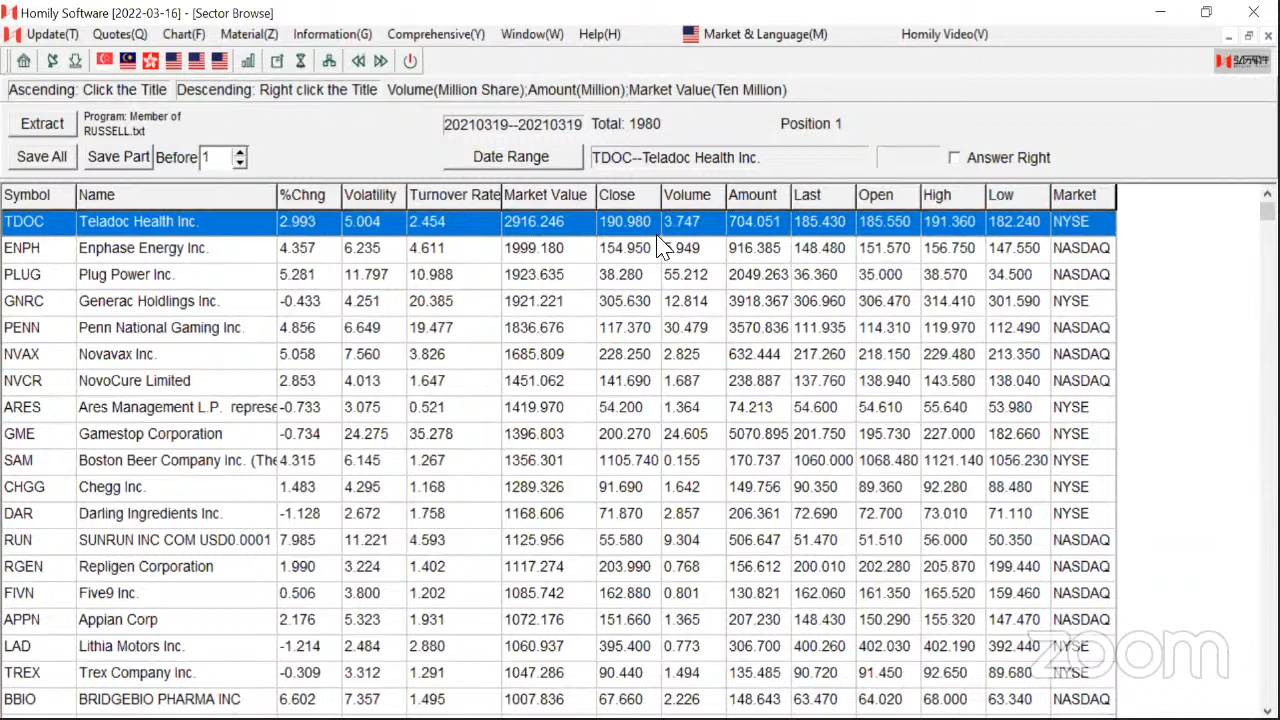 Homily Software [2022-03-16] - [Sector Browse]
Update(T) Quotes(Q) Chart(F) Material(Z) Information(G) Comprehensive(Y) Window(W) Help(H) Market & Language(M) Homily Video(V)
Ascending: Click the Title Descending: Right click the Title Volume(Million Share);Amount(Million);Market Value(Ten Million)
Extract Program: Member of RUSSELL.txt 20210319--20210319 Total: 1980 Position 1
Save All Save Part Before 1 Date Range TDOC--Teladoc Health Inc. Answer Right
Symbol Name %Chng Volatility Turnover Rate Market Value Close Volume Amount Last Open High Low Market
TDOC Teladoc Health Inc. 2.993 5.004 2.454 2916.246 190.980 3.747 704.051 185.430 185.550 191.360 182.240 NYSE
ENPH Enphase Energy Inc. 4.357 6.235 4.611 1999.180 154.950 .949 916.385 148.480 151.570 156.750 147.550 NASDAQ
PLUG Plug Power Inc. 5.281 11.797 10.988 1923.635 38.280 55.212 2049.263 36.360 35.000 38.570 34.500 NASDAQ
GNRC Generac Holdlings Inc. -0.433 4.251 20.385 1921.221 305.630 12.814 3918.367 306.960 306.470 314.410 301.590 NYSE
PENN Penn National Gaming Inc. 4.856 6.649 19.477 1836.676 117.370 30.479 3570.836 111.935 114.310 119.970 112.490 NASDAQ
NVAX Novavax Inc. 5.058 7.560 3.826 1685.809 228.250 2.825 632.444 217.260 218.150 229.480 213.350 NASDAQ
NVCR NovoCure Limited 2.853 4.013 1.647 1451.062 141.690 1.687 238.887 137.760 138.940 143.580 138.040 NASDAQ
ARES Ares Management L.P. represe -0.733 3.075 0.521 1419.970 54.200 1.364 74.213 54.600 54.610 55.640 53.980 NYSE
GME Gamestop Corporation -0.734 24.275 35.278 1396.803 200.270 24.605 5070.895 201.750 195.730 227.000 182.660 NYSE
SAM Boston Beer Company Inc. (The 4.315 6.145 1.267 1356.301 1105.740 0.155 170.737 1060.000 1068.480 1121.140 1056.230 NYSE
CHGG Chegg Inc. 1.483 4.295 1.168 1289.326 91.690 1.642 149.756 90.350 89.360 92.280 88.480 NYSE
DAR Darling Ingredients Inc. -1.128 2.672 1.758 1168.606 71.870 2.857 206.361 72.690 72.700 73.010 71.110 NYSE
RUN SUNRUN INC COM USD0.0001 7.985 11.221 4.593 1125.956 55.580 9.304 506.647 51.470 51.510 56.000 50.350 NASDAQ
RGEN Repligen Corporation 1.990 3.224 1.402 1117.274 203.990 0.768 156.612 200.010 202.280 205.870 199.440 NASDAQ
FIVN Five9 Inc. 0.506 3.800 1.202 1085.742 162.880 0.801 130.821 162.060 161.350 165.520 159.460 NASDAQ
APPN Appian Corp 2.176 5.323 1.931 1072.176 151.660 1.365 207.230 148.430 150.290 155.320 147.470 NASDAQ
LAD Lithia Motors Inc. -1.214 2.484 2.880 1060.937 395.400 0.773 306.700 400.260 402.030 409.190 392.440 NYSE
TREX Trex Company Inc. -0.309 3.312 1.291 1047.286 90.440 1.494 135.485 90.720 91.450 92.650 89.680 NYSE
BBIO BRIDGEBIO PHARMA INC 6.602 7.357 1.495 1007.836 67.660 2.226 148.643 63.470 64.020 68.000 63.340 NASDAQ
zoom